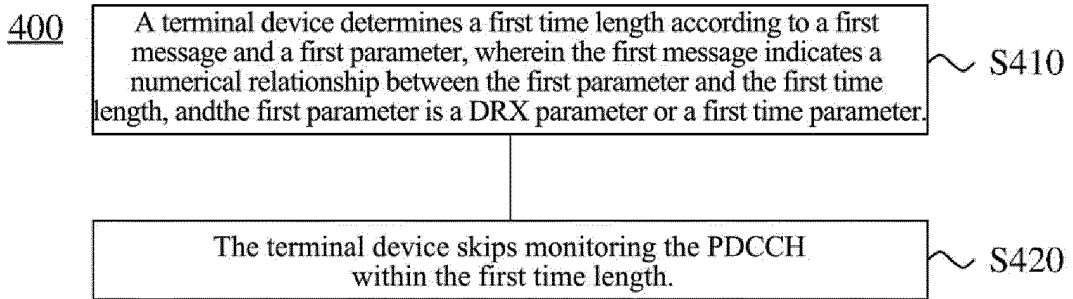 400
A terminal device determines a first time length according to a first
message and a first parameter, wherein the first message indicates a
numerical relationship between the first parameter and the first time
length, andthe first parameter is a DRX parameter or a first time parameter.
S410
The terminal device skips monitoring the PDCCH
within the first time length.
S420